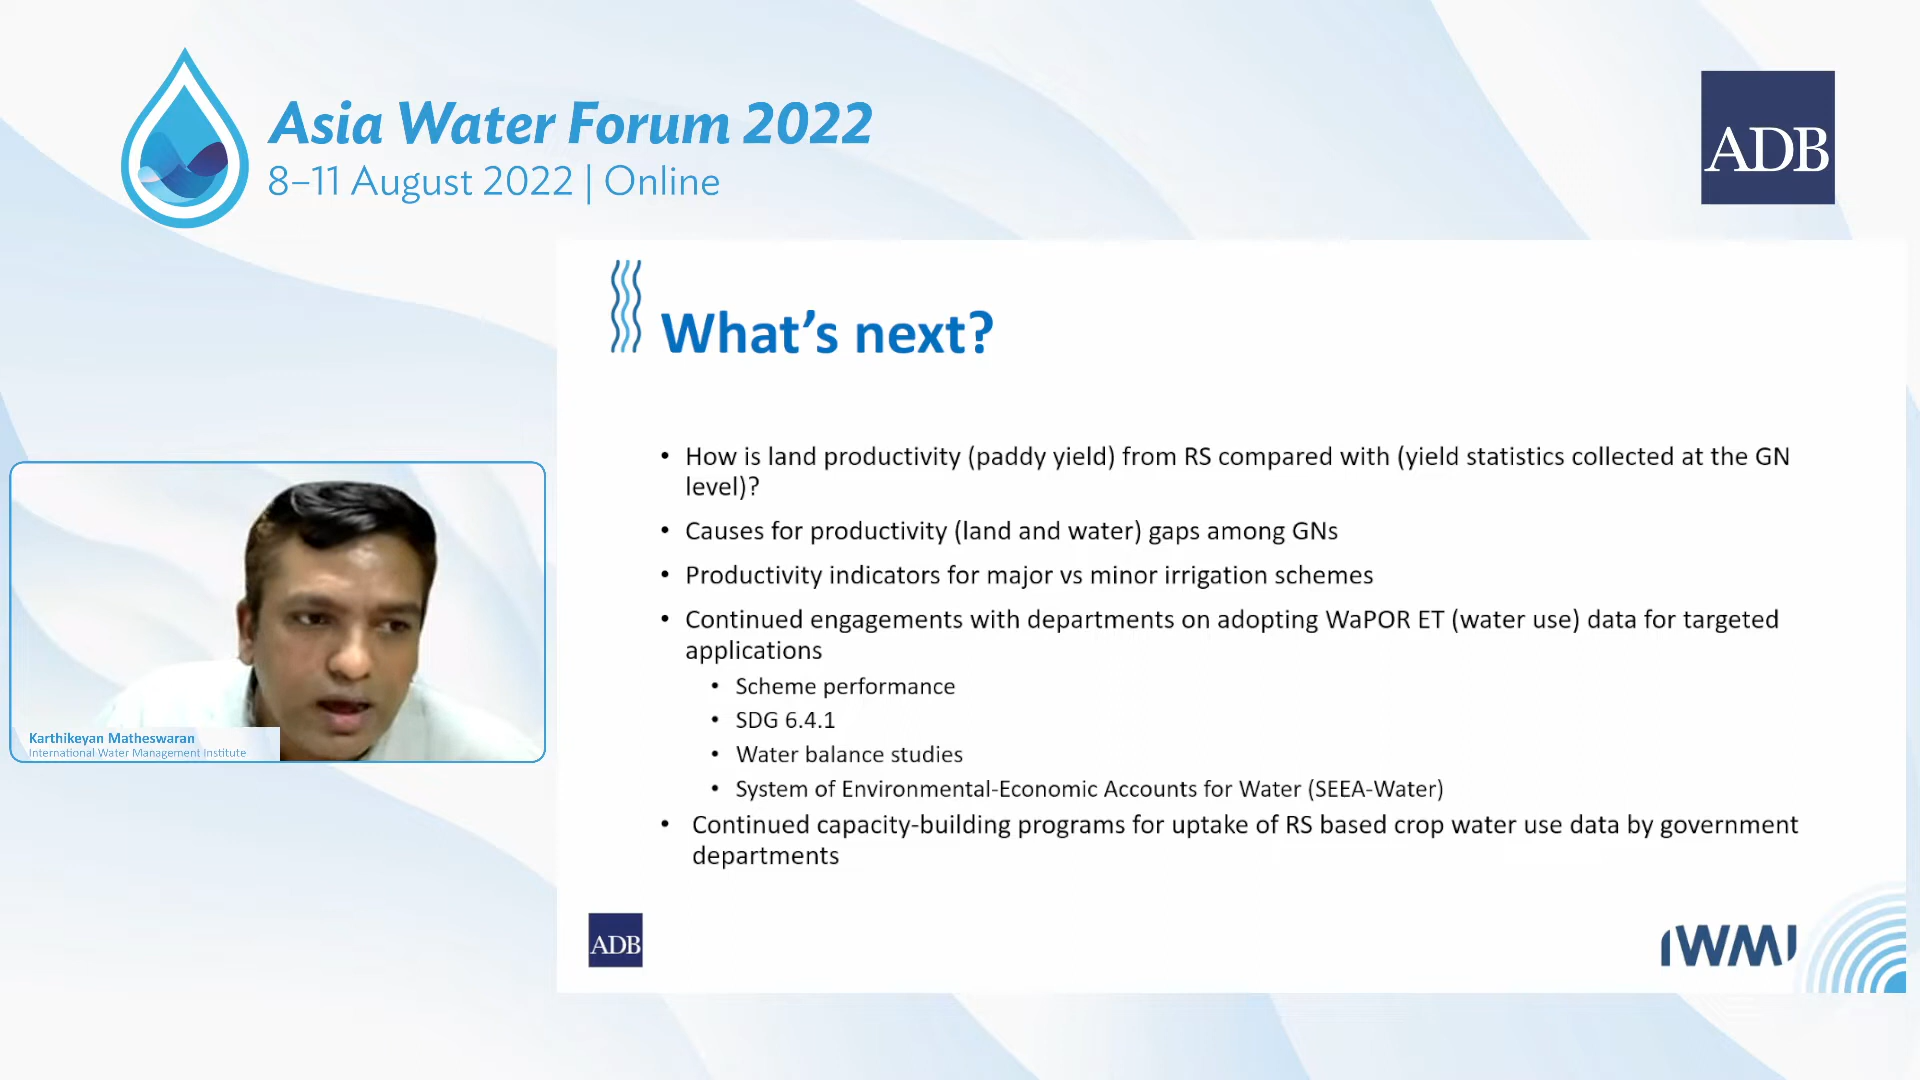 Asia Water Forum 2022
8–11 August 2022 | Online
ADB
What's next?
• How is land productivity (paddy yield) from RS compared with (yield statistics collected at the GN
level)?
• Causes for productivity (land and water) gaps among GNs
• Productivity indicators for major vs minor irrigation schemes
• Continued engagements with departments on adopting WaPOR ET (water use) data for targeted
applications
• Scheme performance
• SDG 6.4.1
• Water balance studies
• System of Environmental-Economic Accounts for Water (SEEA-Water)
• Continued capacity-building programs for uptake of RS based crop water use data by government
departments
Karthikeyan Matheswaran
International Water Management Institute
ADB
IWMI